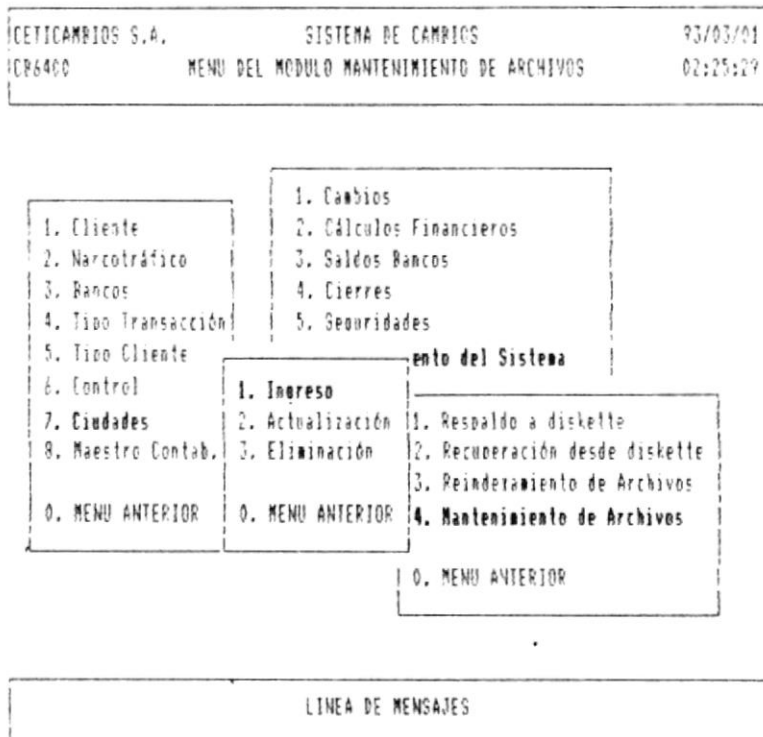 CETICAMBIOS S.A. SISTEMA DE CAMBIOS 93/03/01
CB6400 MENU DEL MODULO MANTENIMIENTO DE ARCHIVOS 02:25:29
1. Cambios
2. Cálculos Financieros
3. Saldos Bancos
4. Cierres
5. Seguridades
ento del Sistema
1. Cliente
2. Narcotráfico
3. Bancos
4. Tipo Transacción
5. Tipo Cliente
6. Control
7. Ciudades
8. Maestro Contab.
0. MENU ANTERIOR
1. Ingreso
2. Actualización
3. Eliminación
0. MENU ANTERIOR
1. Respaldo a diskette
2. Recuperación desde diskette
3. Reinderamiento de Archivos
4. Mantenimiento de Archivos
0. MENU ANTERIOR
LINEA DE MENSAJES